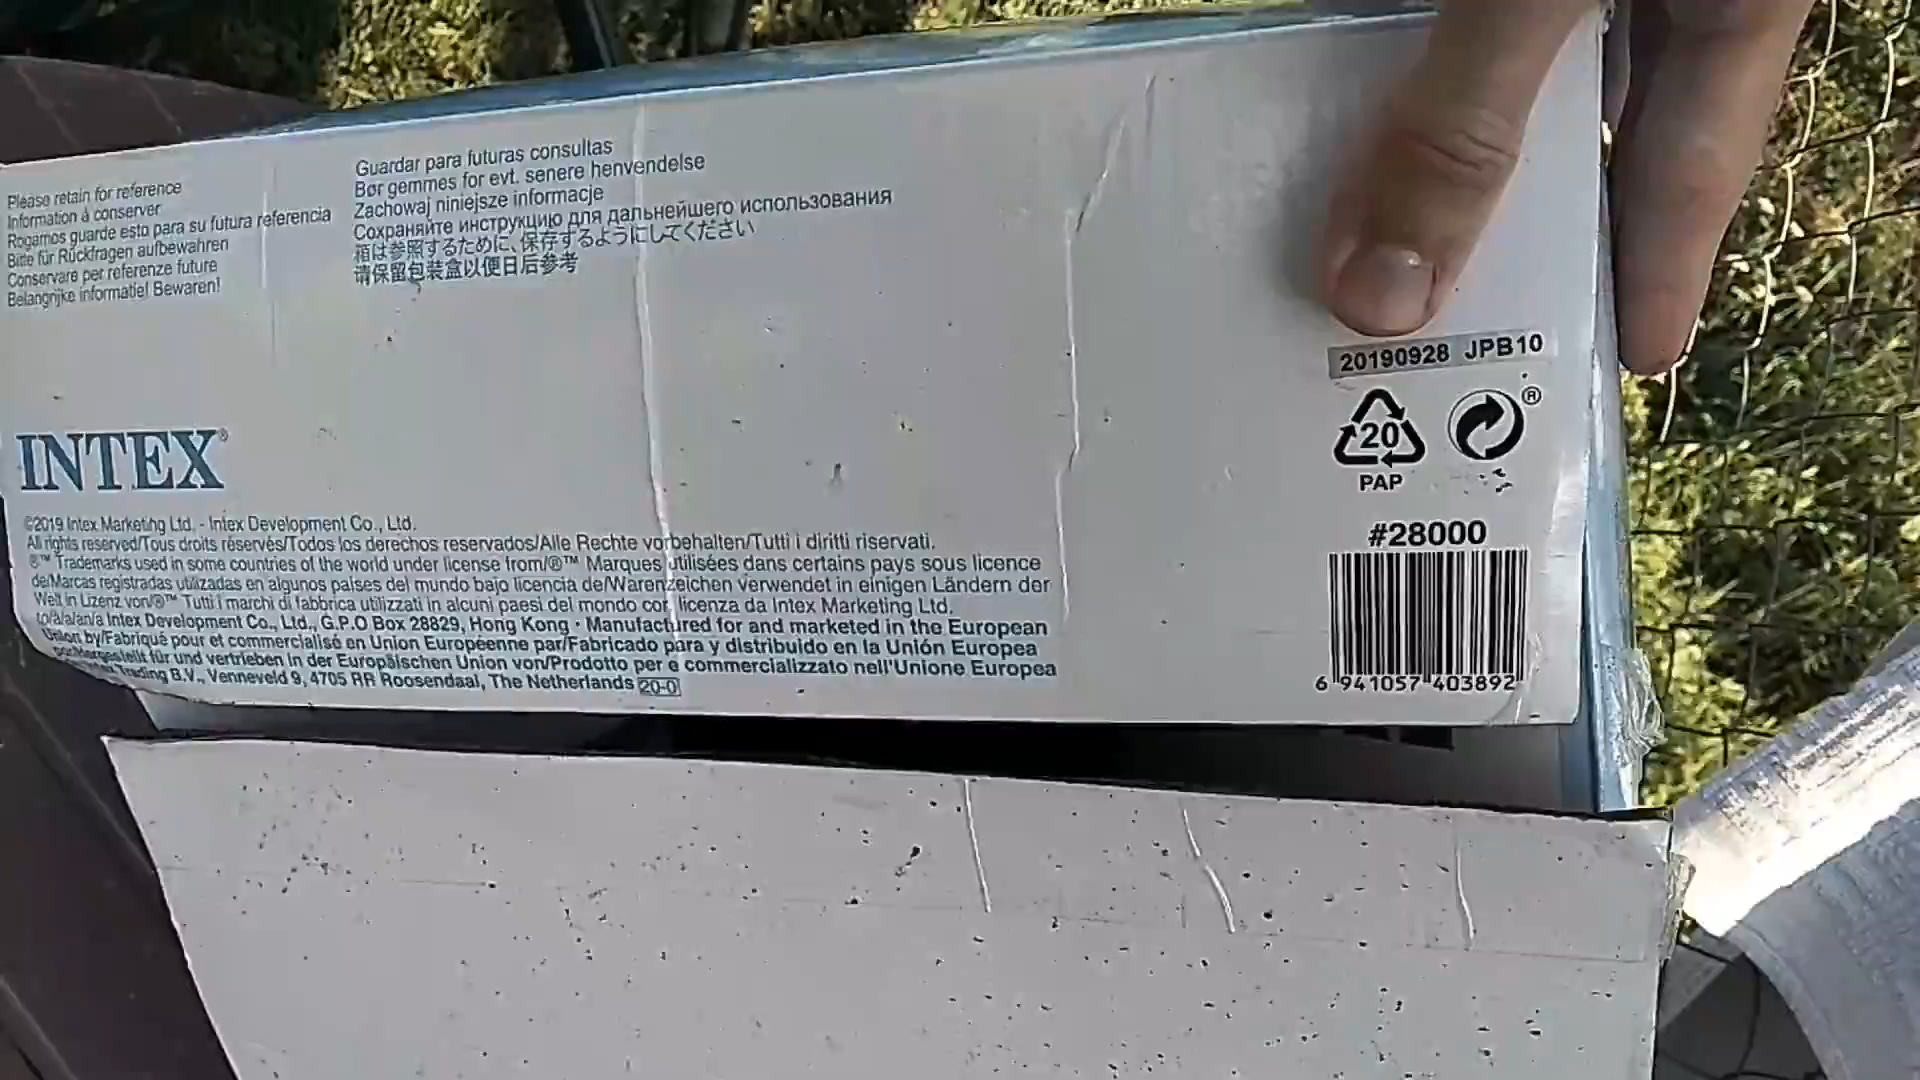 Please retain for reference
Information à conserver
Rogamos guarde esto para su futura referencia
Bitte für Rückfragen aufbewahren
Conservare per referenze future
Belangrijke informatie! Bewaren!
Guardar para futuras consultas
Bør gemmes for evt. senere henvendelse
Zachowaj niniejsze informacje
Сохраняйте инструкцию для дальнейшего использования
箱は参照するために、保存するようにしてください
请保留包装盒以便日后参考
20190928 JPB10
20
PAP
®
#28000
6 941057 403892
INTEX®
©2019 Intex Marketing Ltd. - Intex Development Co., Ltd.
All rights reserved/Tous droits réservés/Todos los derechos reservados/Alle Rechte vorbehalten/Tutti i diritti riservati.
®™ Trademarks used in some countries of the world under license from/®™ Marques utilisées dans certains pays sous licence
de/Marcas registradas utilizadas en algunos países del mundo bajo licencia de/Warenzeichen verwendet in einigen Ländern der
Welt in Lizenz von/®™ Tutti i marchi di fabbrica utilizzati in alcuni paesi del mondo con licenza da Intex Marketing Ltd.
to/à/a/an/a Intex Development Co., Ltd., G.P.O Box 28829, Hong Kong • Manufactured for and marketed in the European
Union by/Fabriqué pour et commercialisé en Union Européenne par/Fabricado para y distribuido en la Unión Europea
por/Hergestellt für und vertrieben in der Europäischen Union von/Prodotto per e commercializzato nell'Unione Europea
Trading B.V., Venneveld 9, 4705 RR Roosendaal, The Netherlands 20-0